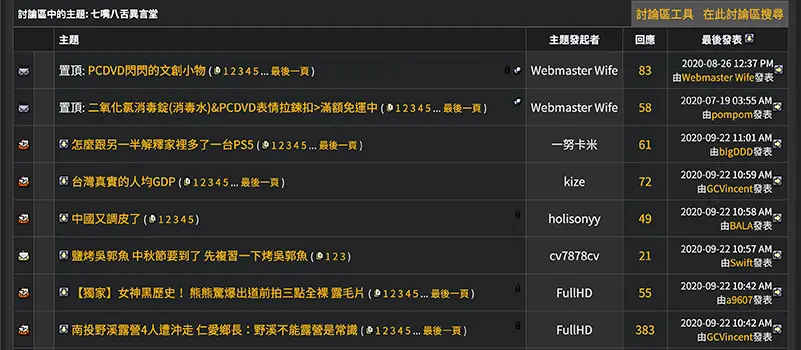 討論區中的主題: 七嘴八舌異言堂
討論區工具 在此討論區搜尋
主題 主題發起者 回應 最後發表
置頂: PCDVD閃閃的文創小物 ( 1 2 3 4 5 ... 最後一頁 ) Webmaster Wife 83 2020-08-26 12:37 PM
由Webmaster Wife發表
置頂: 二氧化氯消毒錠(消毒水)&PCDVD表情拉鍊扣>滿額免運中 ( 1 2 3 4 5 ... 最後一頁 ) Webmaster Wife 58 2020-07-19 03:55 AM
由pompom發表
怎麼跟另一半解釋家裡多了一台PS5 ( 1 2 3 4 5 ... 最後一頁 ) 一努卡米 61 2020-09-22 11:01 AM
由bigDDD發表
台灣真實的人均GDP ( 1 2 3 4 5 ... 最後一頁 ) kize 72 2020-09-22 10:59 AM
由GCVincent發表
中國又調皮了 ( 1 2 3 4 5 ) holisonyy 49 2020-09-22 10:58 AM
由BALA發表
鹽烤吳郭魚 中秋節要到了 先複習一下烤吳郭魚 ( 1 2 3 ) cv7878cv 21 2020-09-22 10:57 AM
由Swift發表
【獨家】女神黑歷史！ 熊熊驚爆出道前拍三點全裸 露毛片 ( 1 2 3 4 5 ... 最後一頁 ) FullHD 55 2020-09-22 10:42 AM
由a9607發表
南投野溪露營4人遭沖走 仁愛鄉長：野溪不能露營是常識 ( 1 2 3 4 5 ... 最後一頁 ) FullHD 383 2020-09-22 10:42 AM
由GCVincent發表